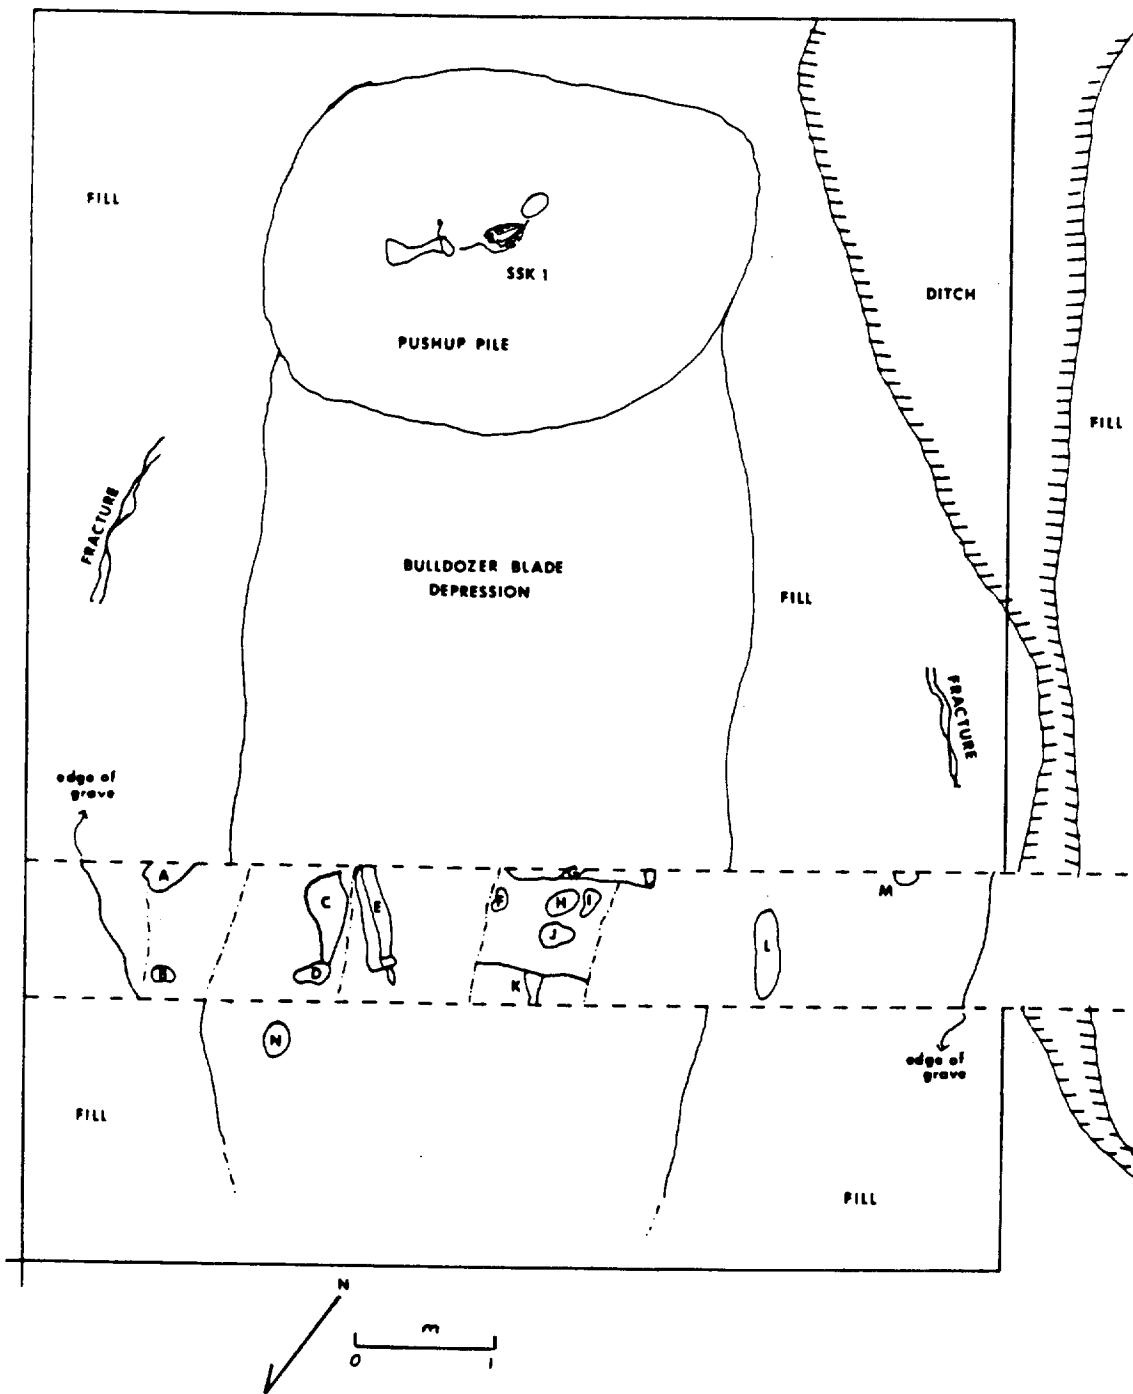 FILL
SSK 1
DITCH
PUSHUP PILE
FILL
FRACTURE
BULLDOZER BLADE
DEPRESSION
FILL
FRACTURE
edge of
grave
A
C
E
F
G
H
I
M
B
D
J
L
K
N
edge of
grave
FILL
FILL
N
m
0 1